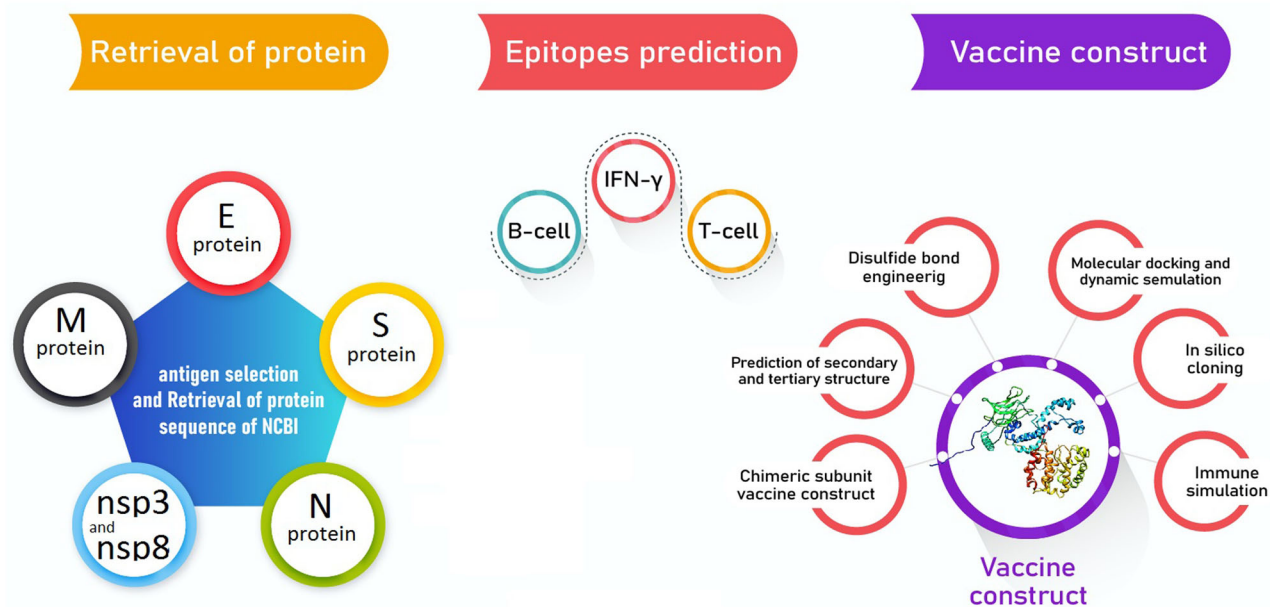 Retrieval of protein
Epitopes prediction
Vaccine construct
E
protein
M
protein
S
protein
antigen selection
and Retrieval of protein
sequence of NCBI
nsp3
and
nsp8
N
protein
B-cell
IFN-γ
T-cell
Disulfide bond
engineerig
Molecular docking and
dynamic semulation
Prediction of secondary
and tertiary structure
In silico
cloning
Chimeric subunit
vaccine construct
Immune
simulation
Vaccine
construct